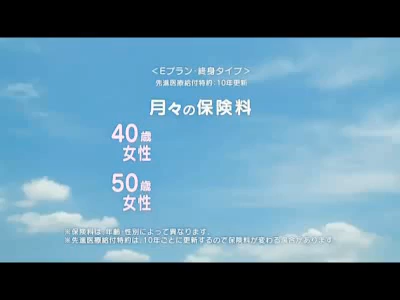 ＜Eプラン･終身タイプ＞
先進医療給付特約:10年更新
月々の保険料
40歳
女性
50歳
女性
※保険料は、年齢･性別によって異なります。
※先進医療給付特約は、10年ごとに更新するので保険料が変わる場合があります。